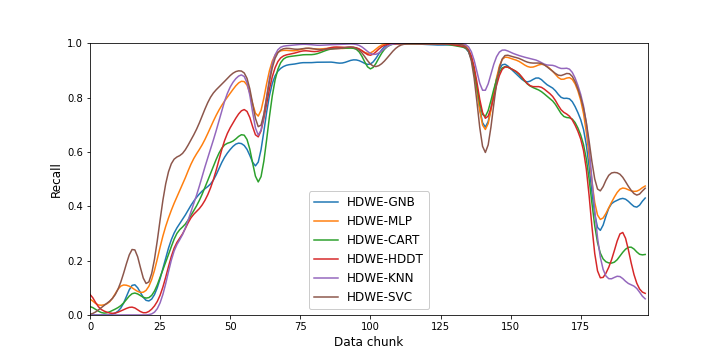 1.0
0.8
0.6
0.4
0.2
0.0
Recall
0 25 50 75 100 125 150 175
Data chunk
HDWE-GNB
HDWE-MLP
HDWE-CART
HDWE-HDDT
HDWE-KNN
HDWE-SVC